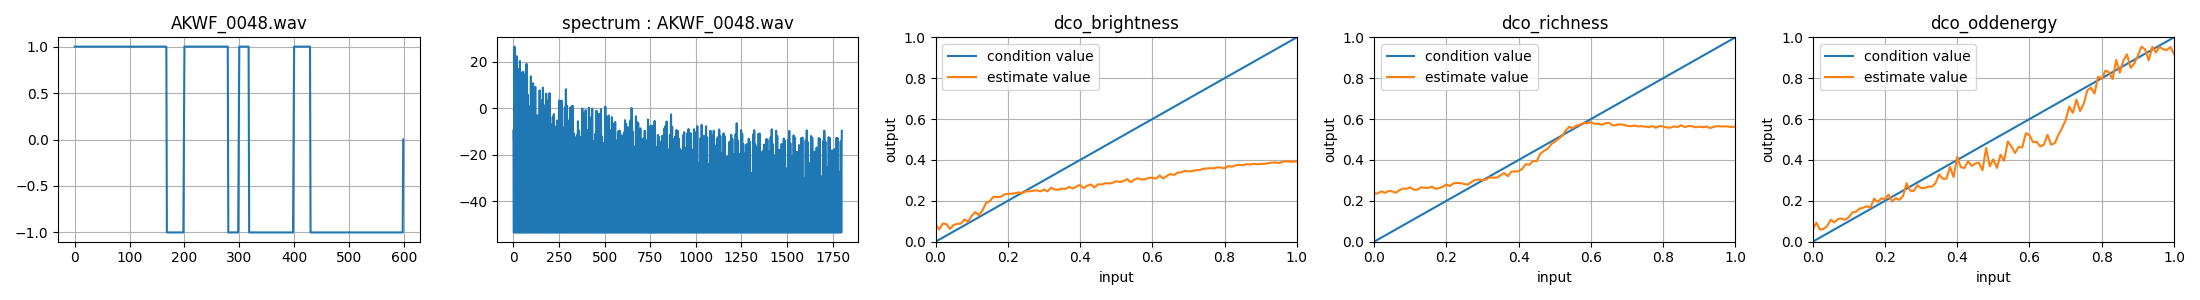 AKWF_0048.wav
1.0
0.5
0.0
−0.5
−1.0
0 100 200 300 400 500 600
spectrum : AKWF_0048.wav
20
0
−20
−40
0 250 500 750 1000 1250 1500 1750
dco_brightness
condition value
estimate value
output
1.0
0.8
0.6
0.4
0.2
0.0
0.0 0.2 0.4 0.6 0.8 1.0
input
dco_richness
condition value
estimate value
output
1.0
0.8
0.6
0.4
0.2
0.0
0.0 0.2 0.4 0.6 0.8 1.0
input
dco_oddenergy
condition value
estimate value
output
1.0
0.8
0.6
0.4
0.2
0.0
0.0 0.2 0.4 0.6 0.8 1.0
input